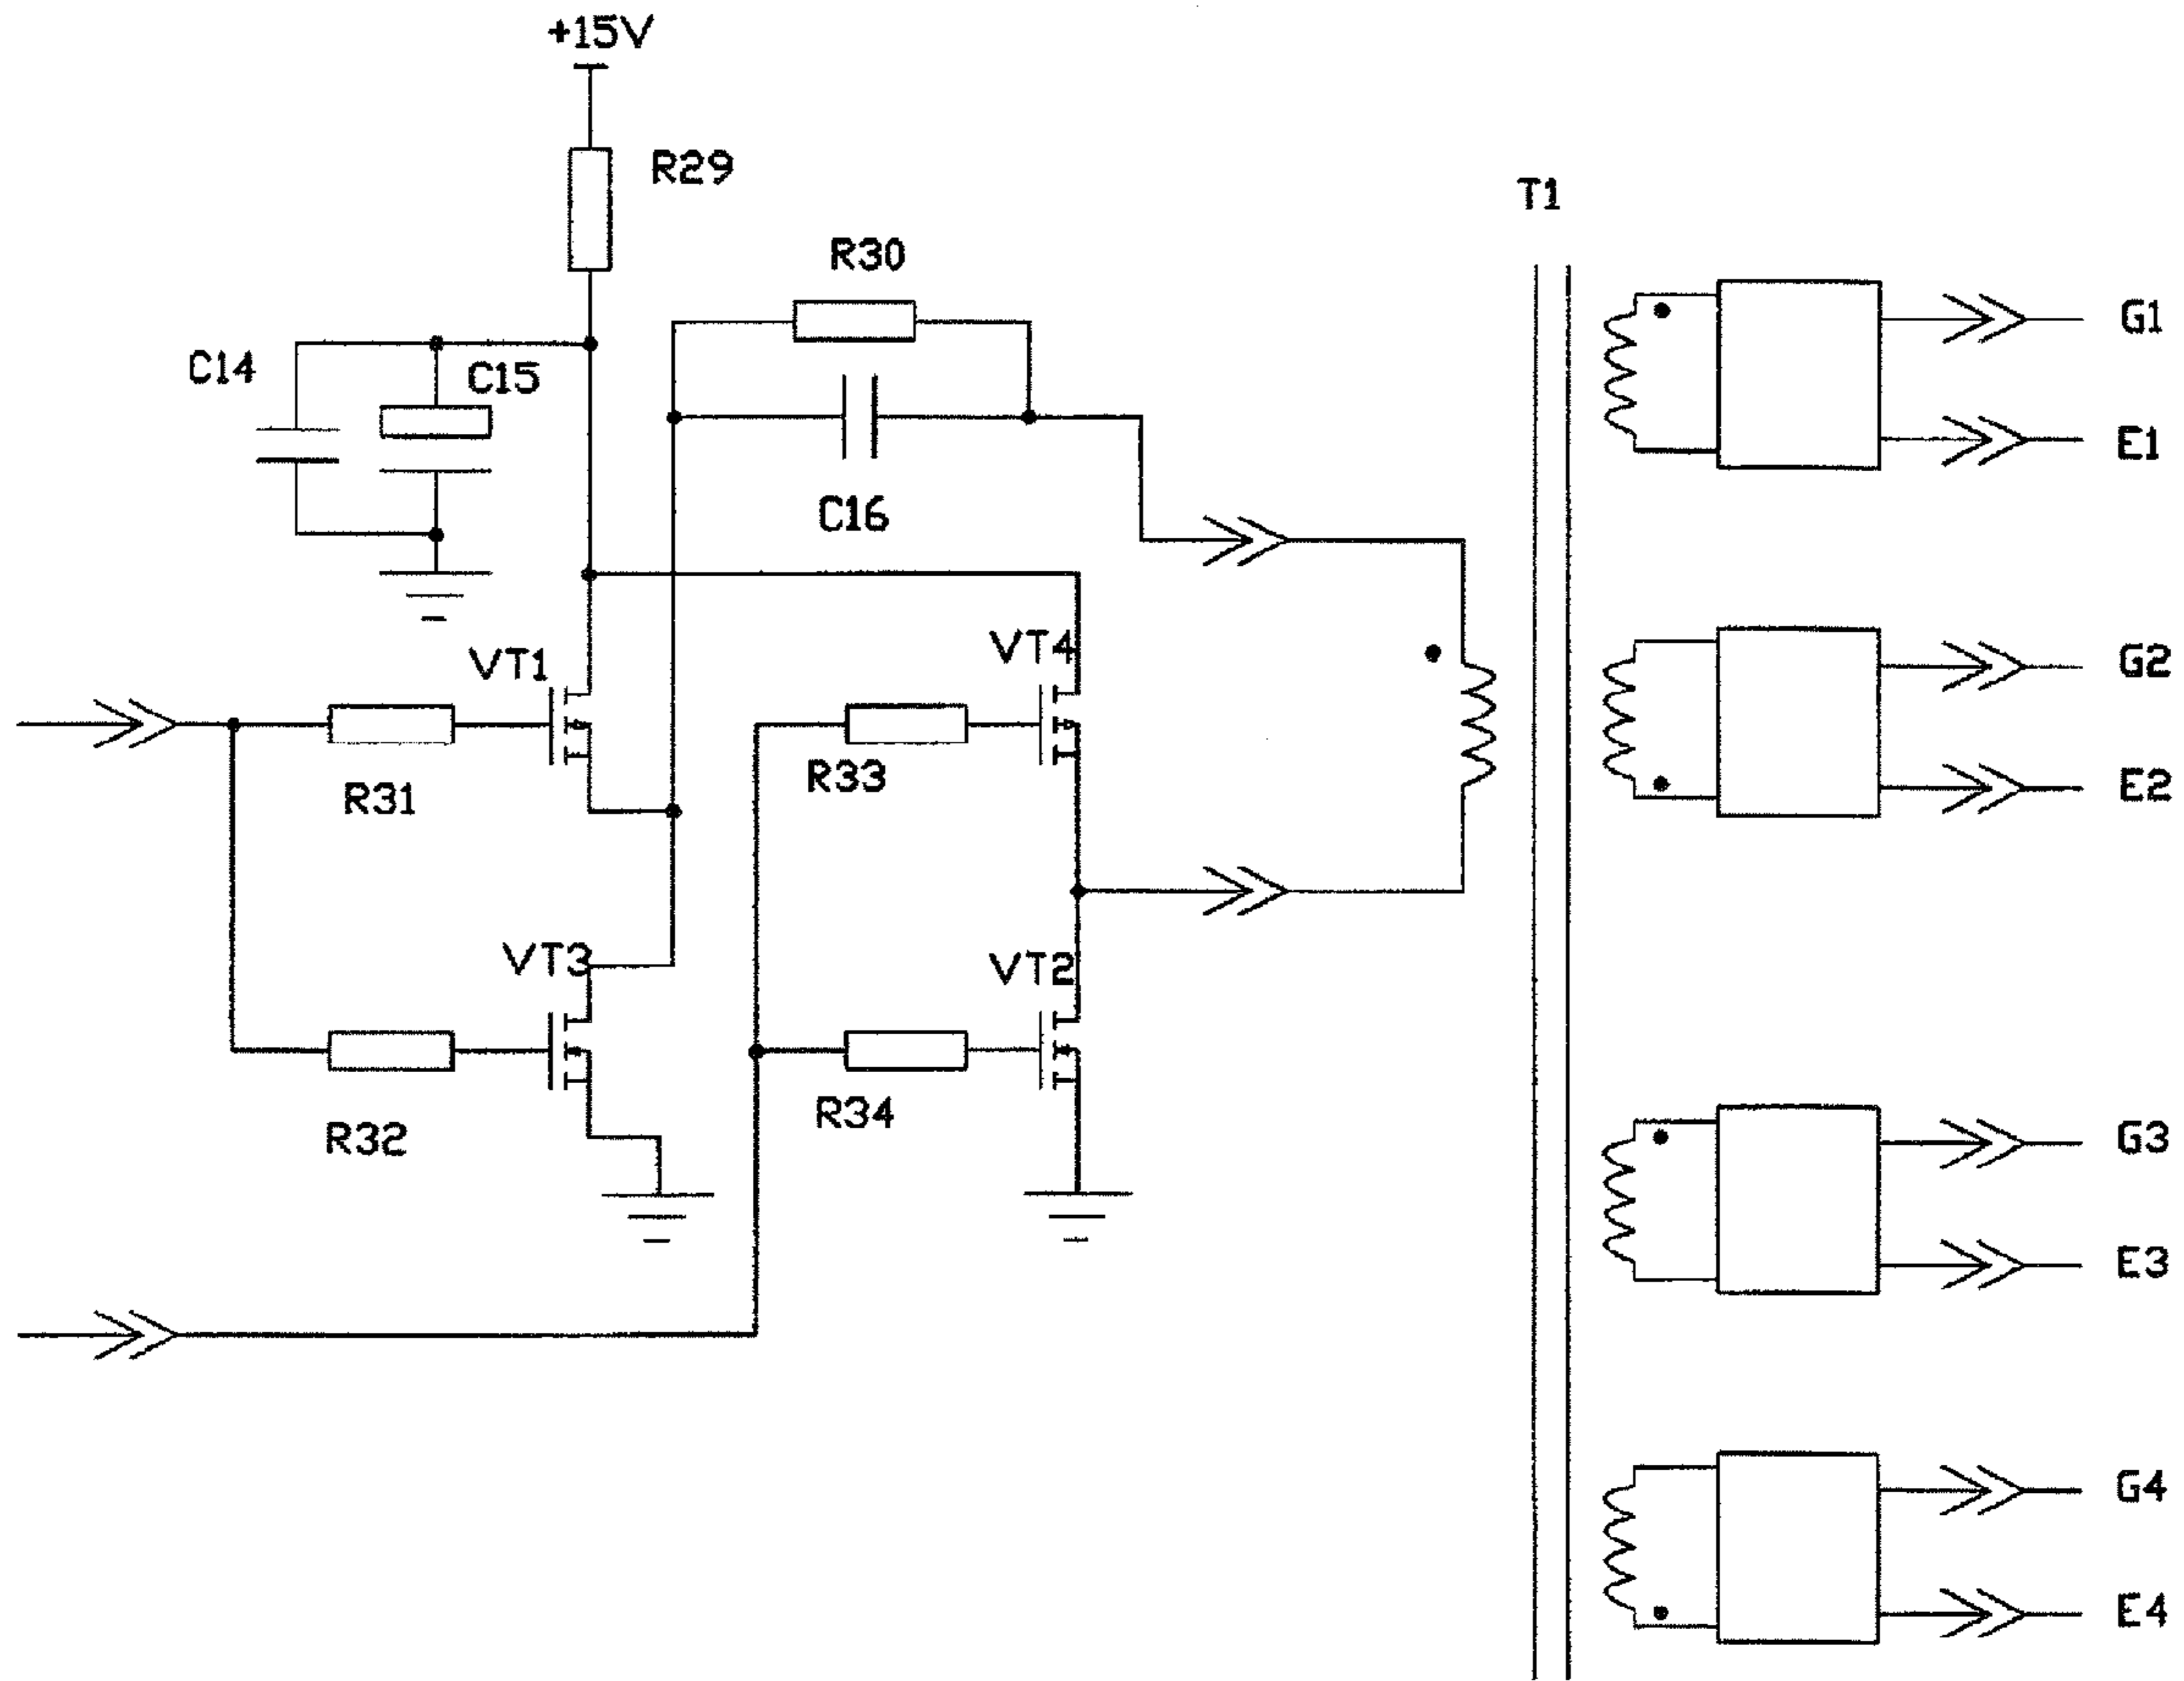 +15V
R29
T1
R30
G1
C14
C15
E1
C16
VT1
VT4
G2
R31
R33
E2
VT3
VT2
R32
R34
G3
E3
G4
E4